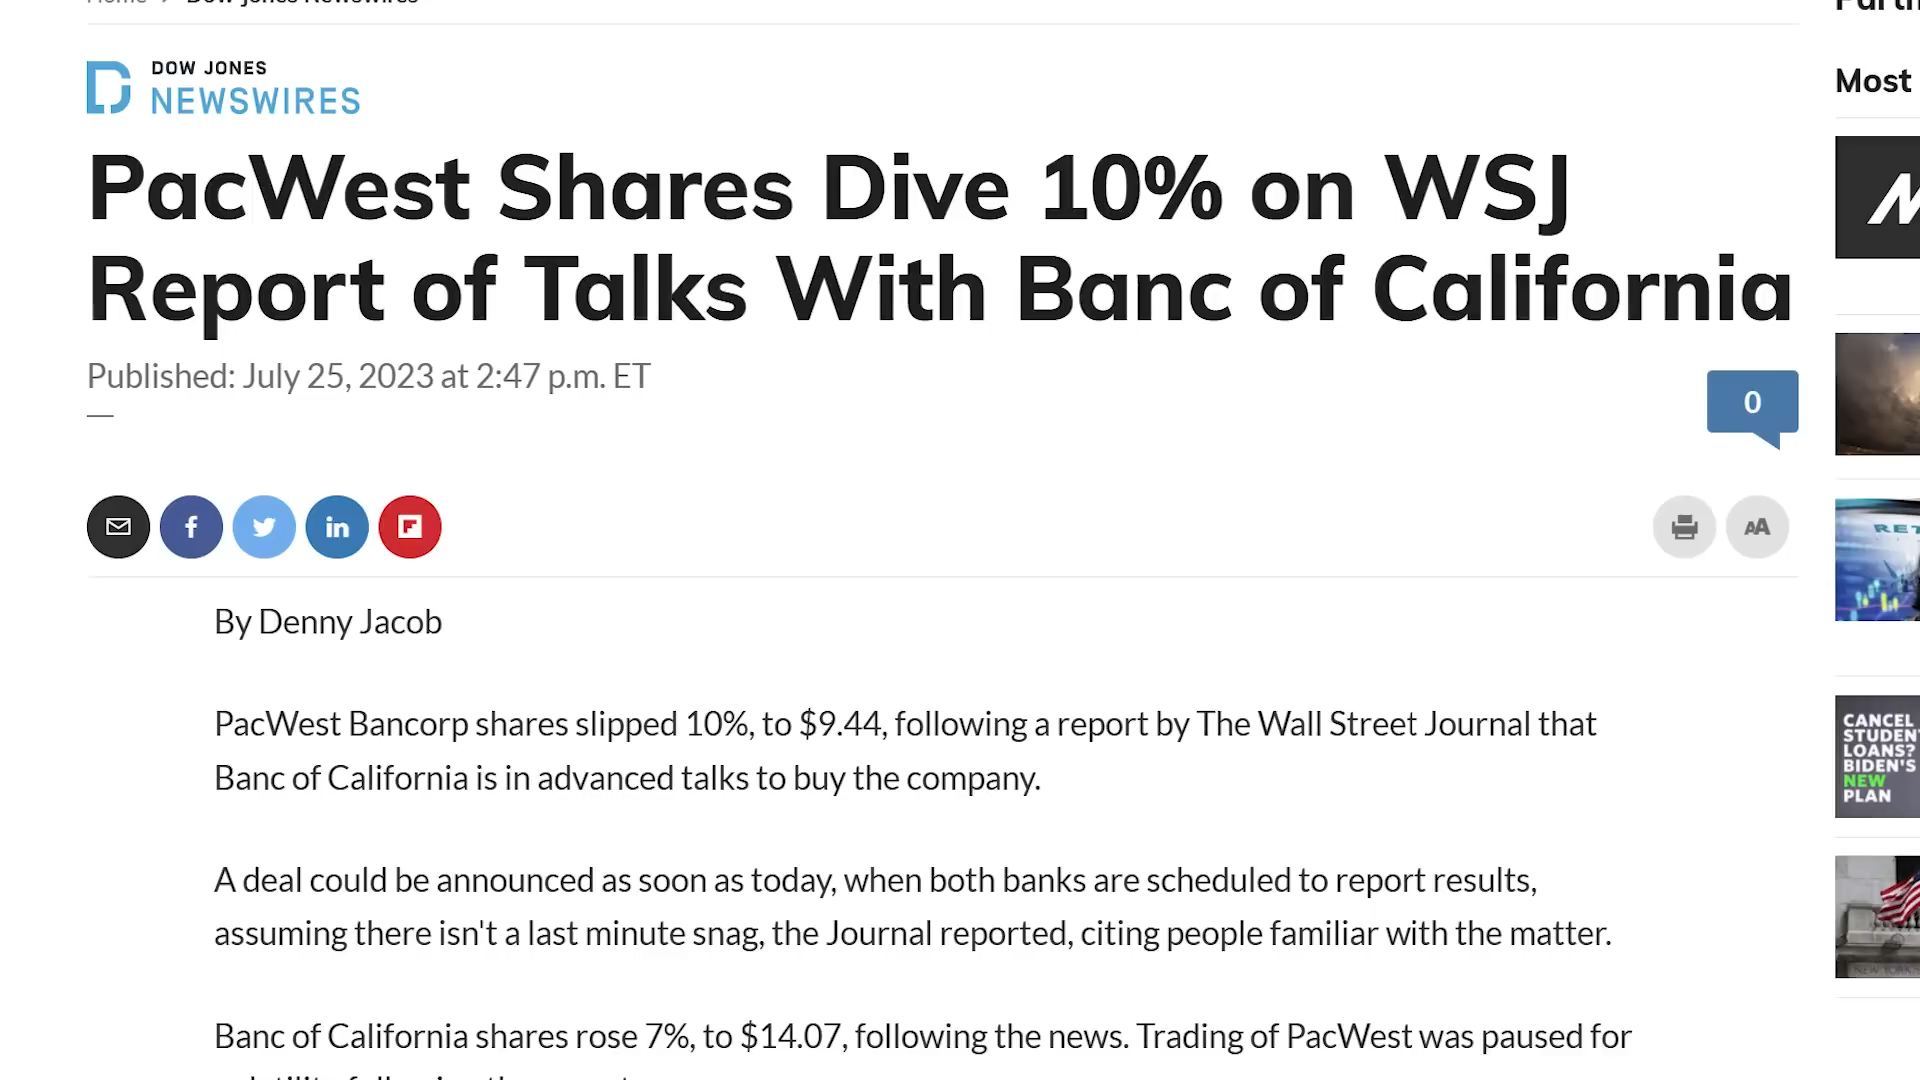 Home > Dow Jones Newswires
DOW JONES
NEWSWIRES
PacWest Shares Dive 10% on WSJ
Report of Talks With Banc of California
Published: July 25, 2023 at 2:47 p.m. ET
0
AA
By Denny Jacob
PacWest Bancorp shares slipped 10%, to $9.44, following a report by The Wall Street Journal that
Banc of California is in advanced talks to buy the company.
A deal could be announced as soon as today, when both banks are scheduled to report results,
assuming there isn't a last minute snag, the Journal reported, citing people familiar with the matter.
Banc of California shares rose 7%, to $14.07, following the news. Trading of PacWest was paused for
Most
RET
CANCEL
STUDEN
LOANS?
BIDEN'S
NEW
PLAN